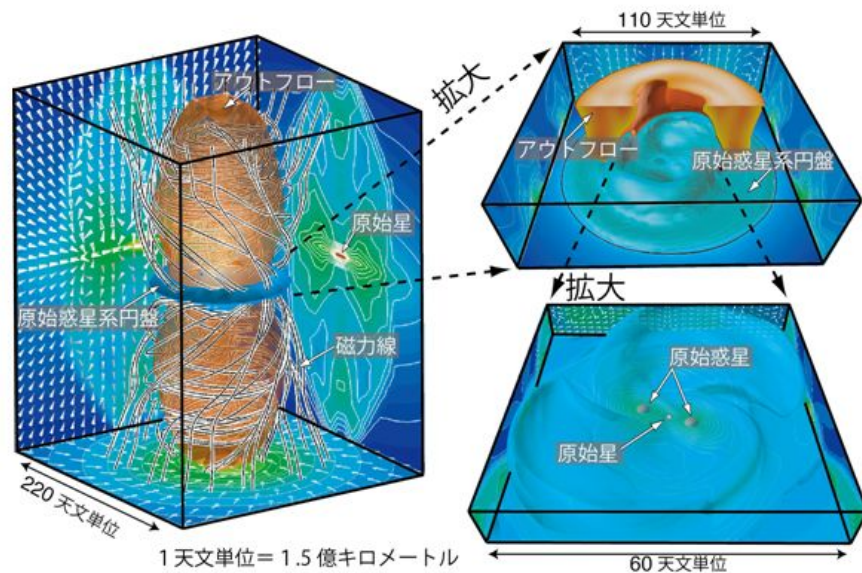 アウトフロー
原始星
原始惑星系円盤
磁力線
220 天文単位
1天文単位＝1.5億キロメートル
拡大
110 天文単位
アウトフロー
原始惑星系円盤
拡大
原始惑星
原始星
60 天文単位